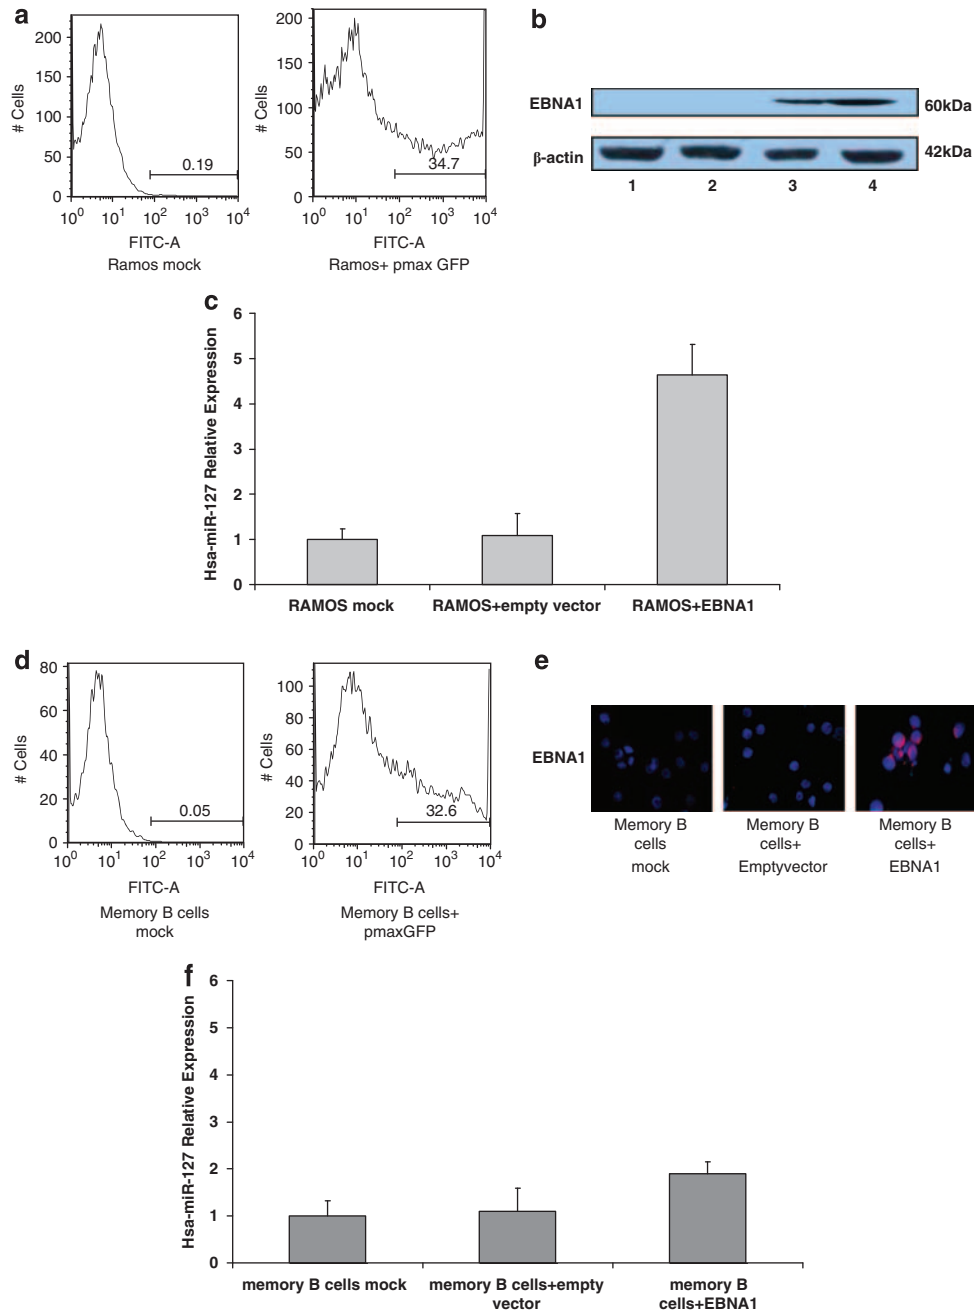 a
# Cells
200
150
100
50
0
0.19
10^0 10^1 10^2 10^3 10^4
FITC-A
Ramos mock
# Cells
200
150
100
50
0
34.7
10^0 10^1 10^2 10^3 10^4
FITC-A
Ramos+ pmax GFP
b
EBNA1
60kDa
β-actin
42kDa
1 2 3 4
c
Hsa-miR-127 Relative Expression
6
5
4
3
2
1
0
RAMOS mock
RAMOS+empty vector
RAMOS+EBNA1
d
# Cells
80
60
40
20
0
0.05
10^0 10^1 10^2 10^3 10^4
FITC-A
Memory B cells
mock
# Cells
100
80
60
40
20
0
32.6
10^0 10^1 10^2 10^3 10^4
FITC-A
Memory B cells+
pmaxGFP
e
EBNA1
Memory B
cells
mock
Memory B
cells+
Emptyvector
Memory B
cells+
EBNA1
f
Hsa-miR-127 Relative Expression
6
5
4
3
2
1
0
memory B cells mock
memory B cells+empty
vector
memory B
cells+EBNA1